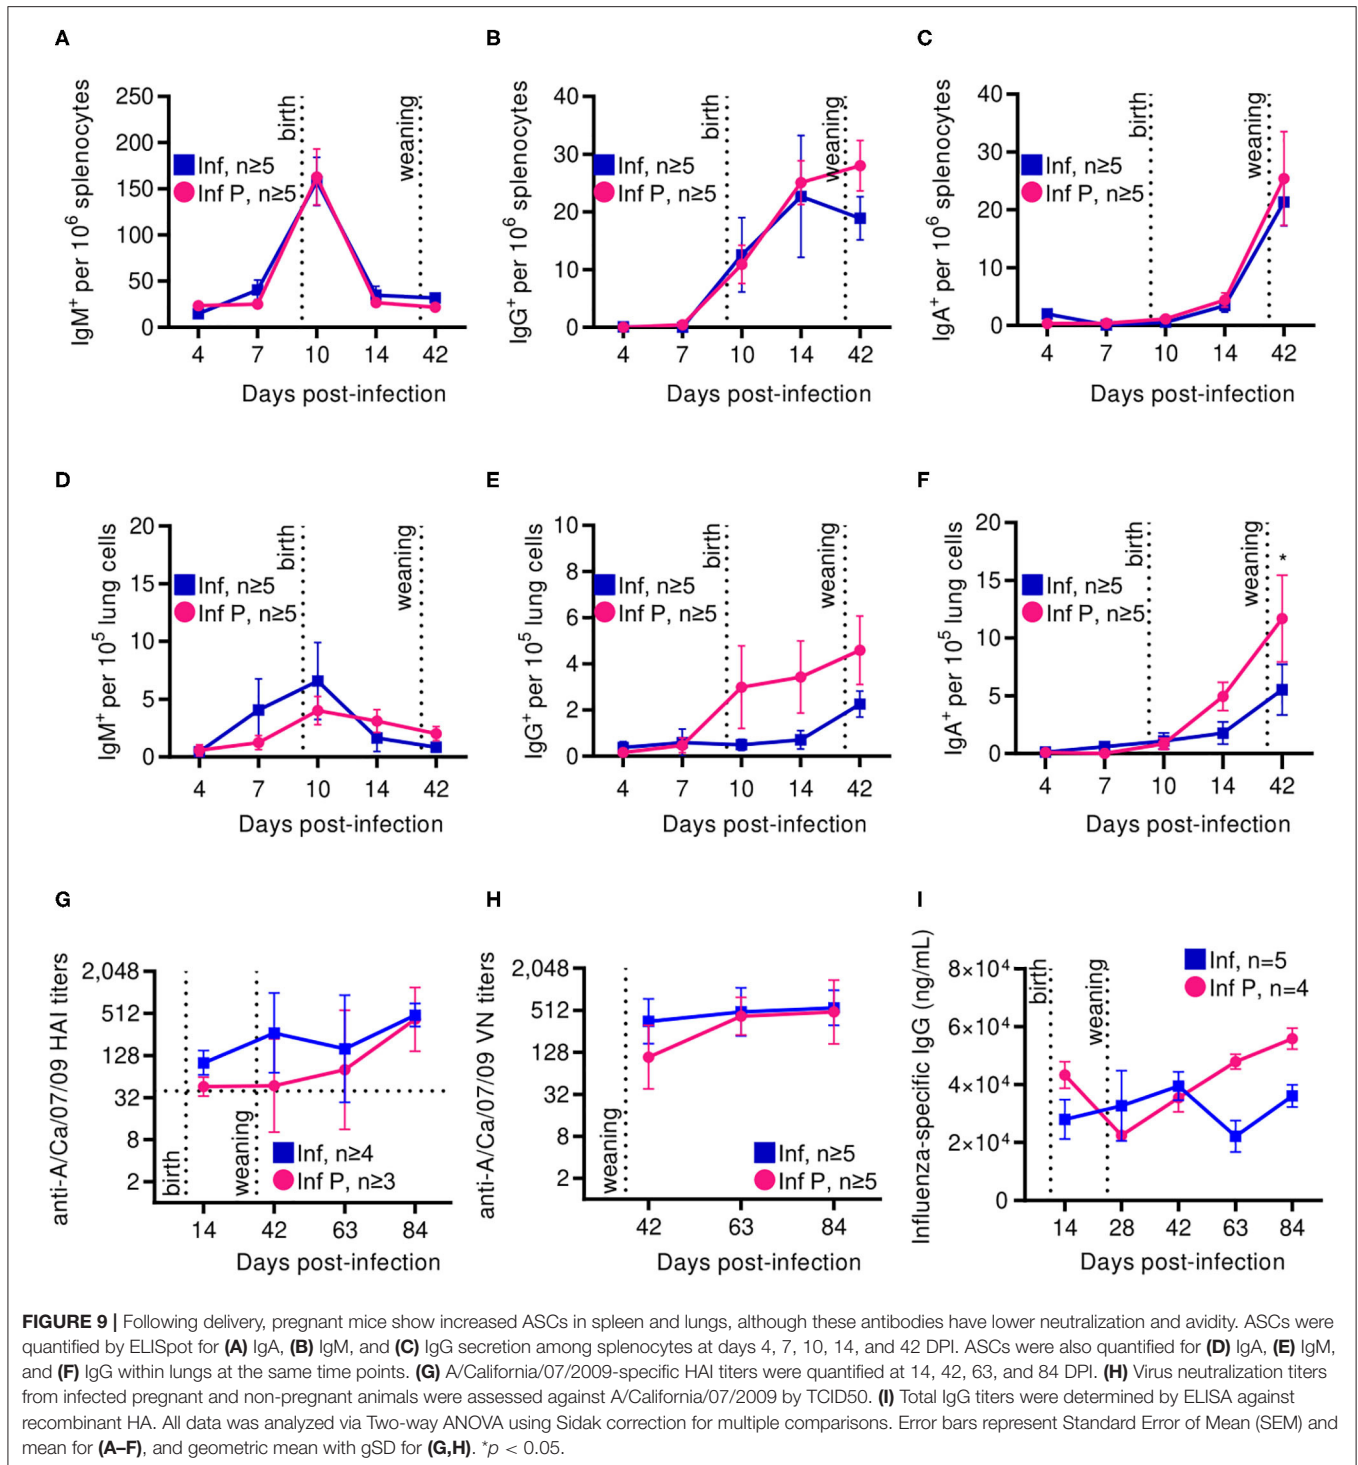 A
IgM+ per 10^6 splenocytes
250
200
150
100
50
0
Inf, n≥5
Inf P, n≥5
birth
weaning
4 7 10 14 42
Days post-infection
B
IgG+ per 10^6 splenocytes
40
30
20
10
0
Inf, n≥5
Inf P, n≥5
birth
weaning
4 7 10 14 42
Days post-infection
C
IgA+ per 10^6 splenocytes
40
30
20
10
0
Inf, n≥5
Inf P, n≥5
birth
weaning
4 7 10 14 42
Days post-infection
D
IgM+ per 10^5 lung cells
20
15
10
5
0
Inf, n≥5
Inf P, n≥5
birth
weaning
4 7 10 14 42
Days post-infection
E
IgG+ per 10^5 lung cells
10
8
6
4
2
0
Inf, n≥5
Inf P, n≥5
birth
weaning
4 7 10 14 42
Days post-infection
F
IgA+ per 10^5 lung cells
20
15
10
5
0
Inf, n≥5
Inf P, n≥5
birth
weaning
*
4 7 10 14 42
Days post-infection
G
anti-A/Ca/07/09 HAI titers
2,048
512
128
32
8
2
birth
weaning
Inf, n≥4
Inf P, n≥3
14 42 63 84
Days post-infection
H
anti-A/Ca/07/09 VN titers
2,048
512
128
32
8
2
weaning
Inf, n≥5
Inf P, n≥5
42 63 84
Days post-infection
I
Influenza-specific IgG (ng/mL)
8×10^4
6×10^4
4×10^4
2×10^4
0
birth
weaning
Inf, n=5
Inf P, n=4
14 28 42 63 84
Days post-infection
FIGURE 9 | Following delivery, pregnant mice show increased ASCs in spleen and lungs, although these antibodies have lower neutralization and avidity. ASCs were
quantified by ELISpot for (A) IgA, (B) IgM, and (C) IgG secretion among splenocytes at days 4, 7, 10, 14, and 42 DPI. ASCs were also quantified for (D) IgA, (E) IgM,
and (F) IgG within lungs at the same time points. (G) A/California/07/2009-specific HAI titers were quantified at 14, 42, 63, and 84 DPI. (H) Virus neutralization titers
from infected pregnant and non-pregnant animals were assessed against A/California/07/2009 by TCID50. (I) Total IgG titers were determined by ELISA against
recombinant HA. All data was analyzed via Two-way ANOVA using Sidak correction for multiple comparisons. Error bars represent Standard Error of Mean (SEM) and
mean for (A–F), and geometric mean with gSD for (G,H). *p < 0.05.